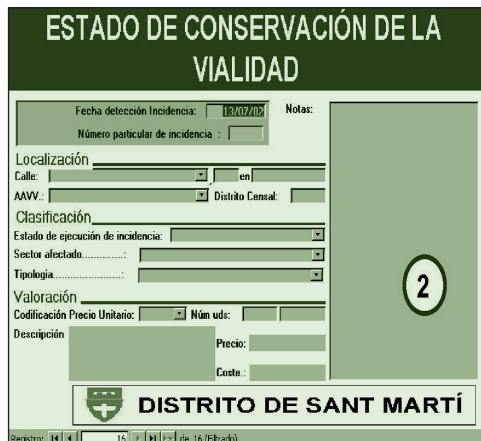 ESTADO DE CONSERVACIÓN DE LA
VIALIDAD
Fecha detección Incidencia: 13/07/02
Notas:
Número particular de incidencia :
Localización
Calle: , en
AAVV.: Distrito Censal:
Clasificación
Estado de ejecución de incidencia:
Sector afectado.............:
Tipologia......................:
2
Valoración
Codificación Precio Unitario: Núm uds:
Descripción
Precio:
Coste.:
DISTRITO DE SANT MARTÍ
Registro: 16 de 16 (Filtrado)